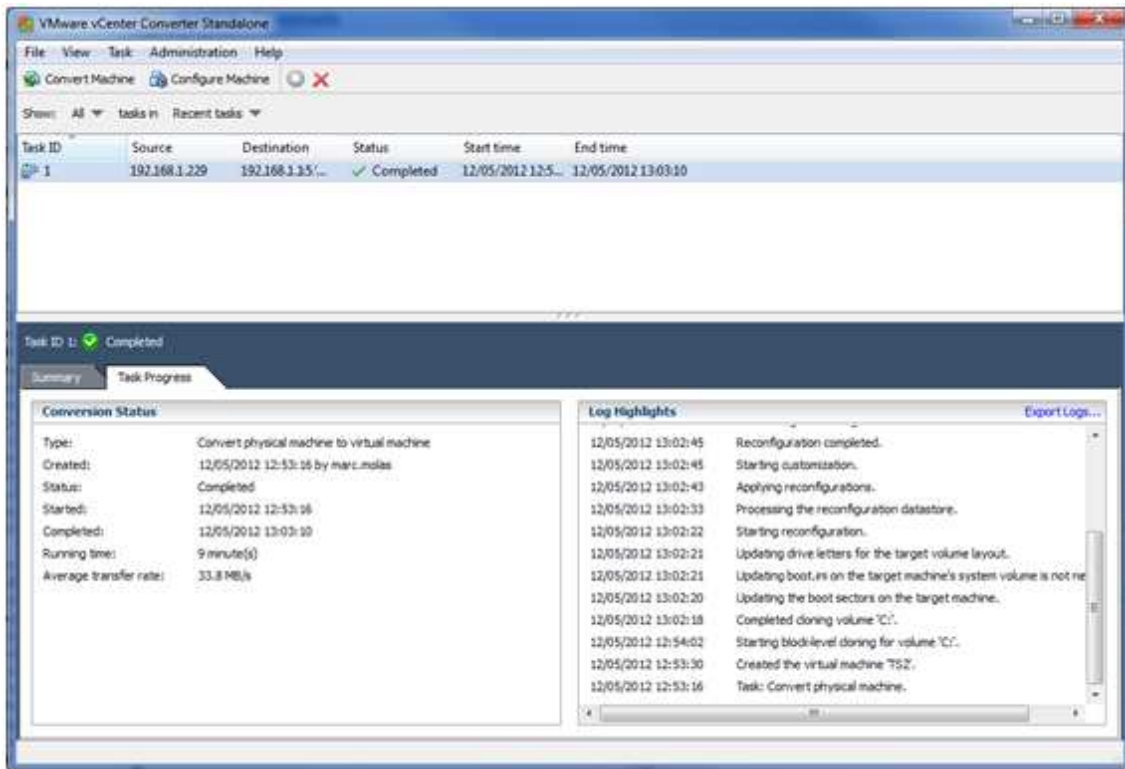 VMware vCenter Converter Standalone
File View Task Administration Help
Convert Machine Configure Machine
Show: All tasks in Recent tasks
Task ID Source Destination Status Start time End time
1 192.168.1.229 Completed 12/05/2012 12:5... 12/05/2012 13:03:10
Task ID 1: Completed
Summary Task Progress
Conversion Status
Type: Convert physical machine to virtual machine
Created: 12/05/2012 12:53:16 by marc.molas
Status: Completed
Started: 12/05/2012 12:53:16
Completed: 12/05/2012 13:03:10
Running time: 9 minute(s)
Average transfer rate: 33.8 MB/s
Log Highlights Export Logs...
12/05/2012 13:02:45 Reconfiguration completed.
12/05/2012 13:02:45 Starting customization.
12/05/2012 13:02:43 Applying reconfigurations.
12/05/2012 13:02:33 Processing the reconfiguration datastore.
12/05/2012 13:02:22 Starting reconfiguration.
12/05/2012 13:02:21 Updating drive letters for the target volume layout.
12/05/2012 13:02:21 Updating boot.ini on the target machine's system volume is not ne
12/05/2012 13:02:20 Updating the boot sectors on the target machine.
12/05/2012 13:02:18 Completed cloning volume 'C:'.
12/05/2012 12:54:02 Starting block-level cloning for volume 'C:'.
12/05/2012 12:53:30 Created the virtual machine 'TS2'.
12/05/2012 12:53:16 Task: Convert physical machine.